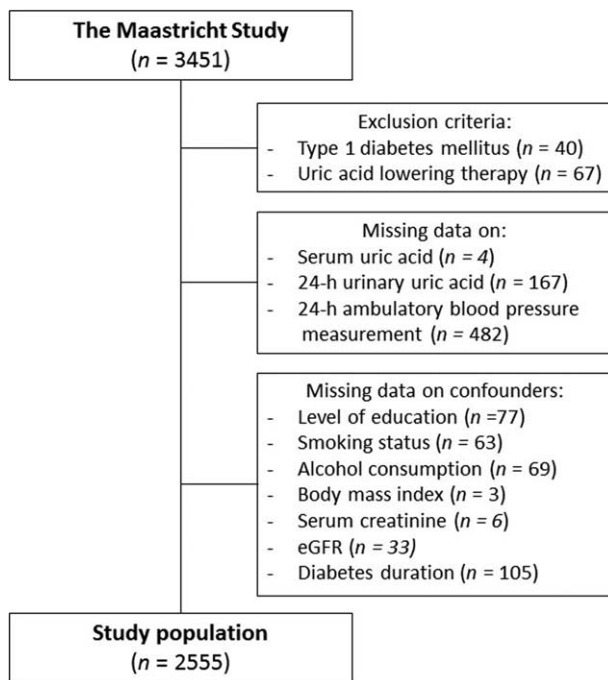 The Maastricht Study
(n = 3451)
Exclusion criteria:
- Type 1 diabetes mellitus (n = 40)
- Uric acid lowering therapy (n = 67)
Missing data on:
- Serum uric acid (n = 4)
- 24-h urinary uric acid (n = 167)
- 24-h ambulatory blood pressure
measurement (n = 482)
Missing data on confounders:
- Level of education (n =77)
- Smoking status (n = 63)
- Alcohol consumption (n = 69)
- Body mass index (n = 3)
- Serum creatinine (n = 6)
- eGFR (n = 33)
- Diabetes duration (n = 105)
Study population
(n = 2555)